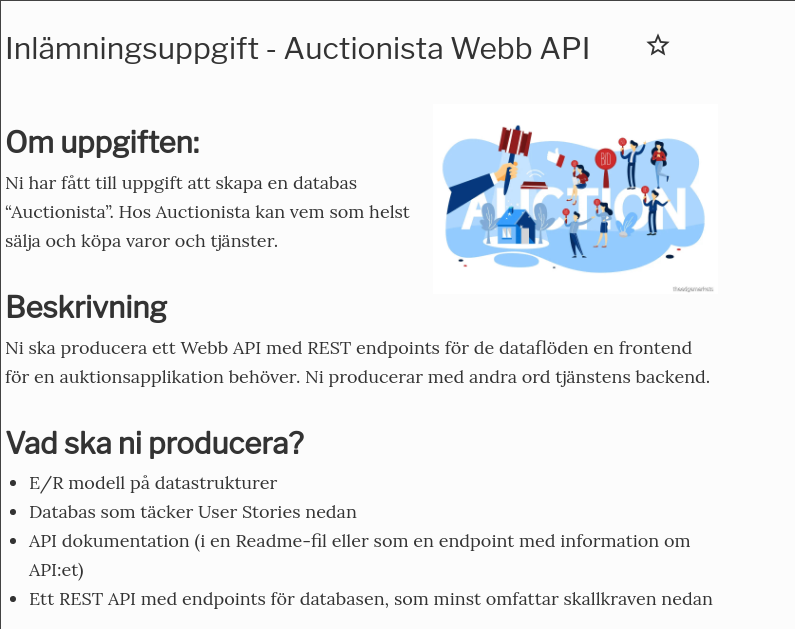 Inlämningsuppgift - Auctionista Webb API
Om uppgiften:
Ni har fått till uppgift att skapa en databas
“Auctionista”. Hos Auctionista kan vem som helst
sälja och köpa varor och tjänster.
AUCTION
BID
Beskrivning
Ni ska producera ett Webb API med REST endpoints för de dataflöden en frontend
för en auktionsapplikation behöver. Ni producerar med andra ord tjänstens backend.
Vad ska ni producera?
• E/R modell på datastrukturer
• Databas som täcker User Stories nedan
• API dokumentation (i en Readme-fil eller som en endpoint med information om
API:et)
• Ett REST API med endpoints för databasen, som minst omfattar skallkraven nedan